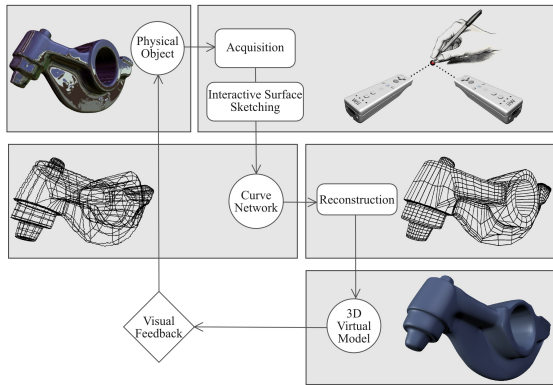 Physical
Object
Acquisition
Interactive Surface
Sketching
Curve
Network
Reconstruction
3D
Virtual
Model
Visual
Feedback